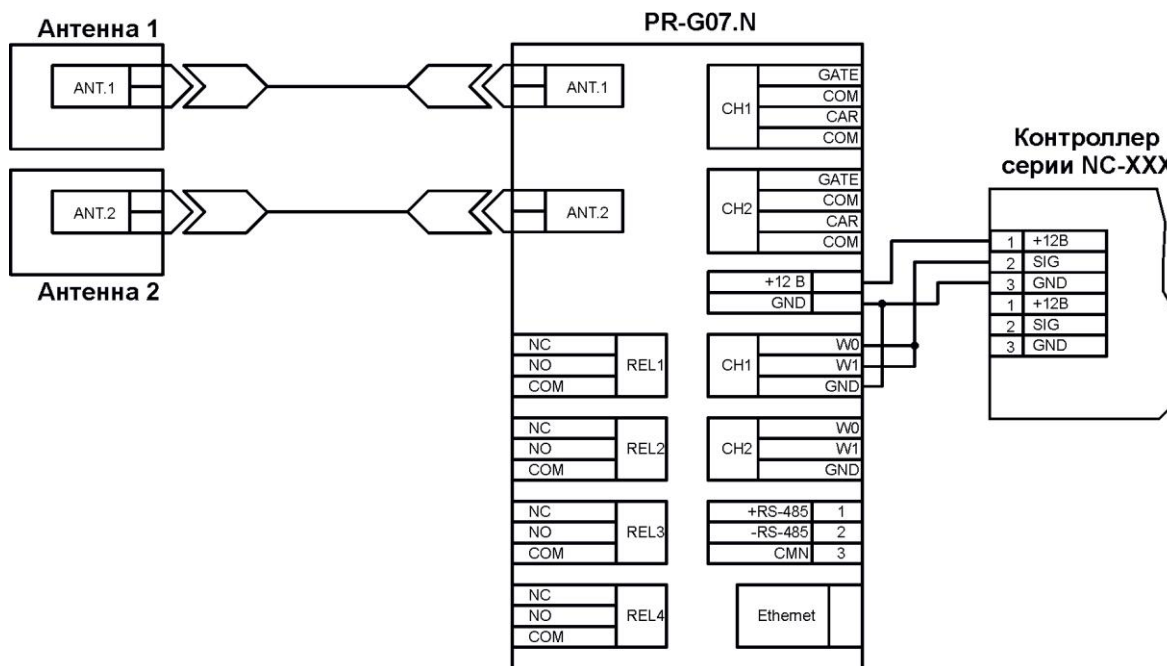 Антенна 1
ANT.1
ANT.2
Антенна 2
PR-G07.N
ANT.1
ANT.2
CH1
GATE
COM
CAR
COM
CH2
GATE
COM
CAR
COM
+12 В
GND
NC
NO
COM
REL1
CH1
W0
W1
GND
NC
NO
COM
REL2
CH2
W0
W1
GND
NC
NO
COM
REL3
+RS-485 1
-RS-485 2
CMN 3
NC
NO
COM
REL4
Ethernet
Контроллер
серии NC-XXX
1 +12В
2 SIG
3 GND
1 +12В
2 SIG
3 GND